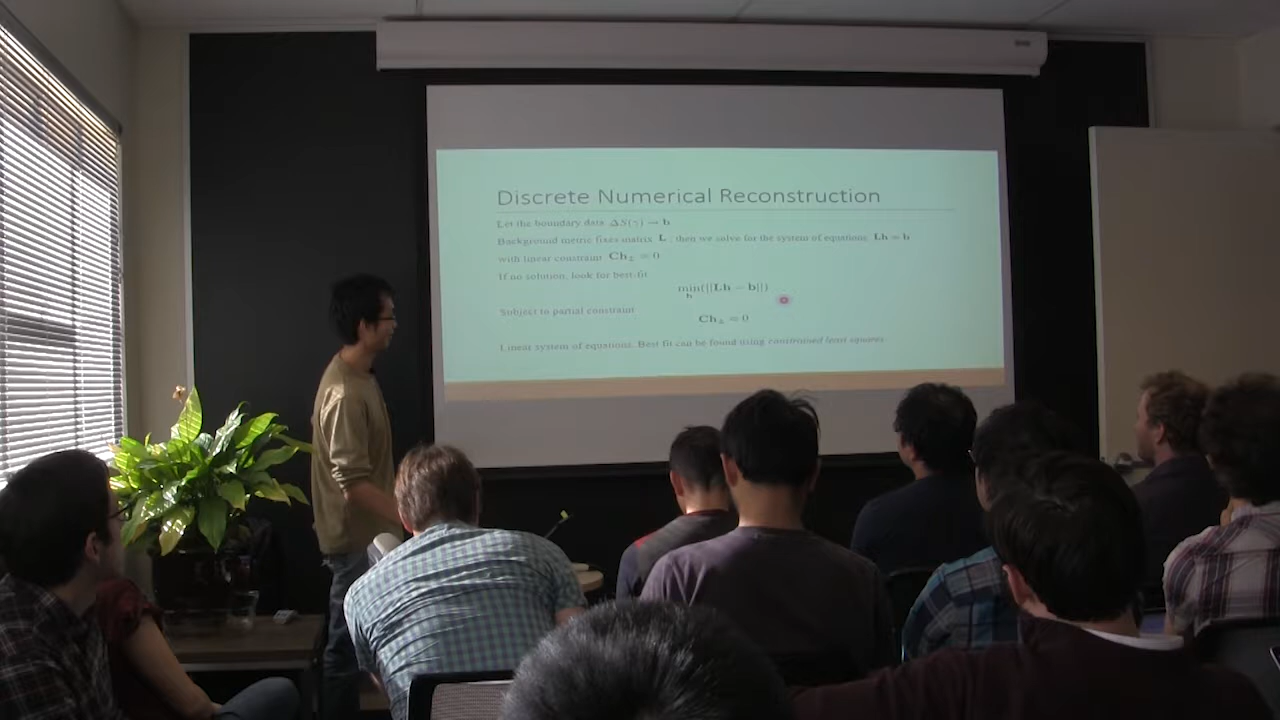 Discrete Numerical Reconstruction
Let the boundary data ΔS(γ) → b
Background metric fixes matrix L , then we solve for the system of equations Lh = b
with linear constraint Ch± = 0
If no solution, look for best-fit
min(||Lh − b||)
h
Subject to partial constraint
Ch± = 0
Linear system of equations. Best fit can be found using constrained least squares